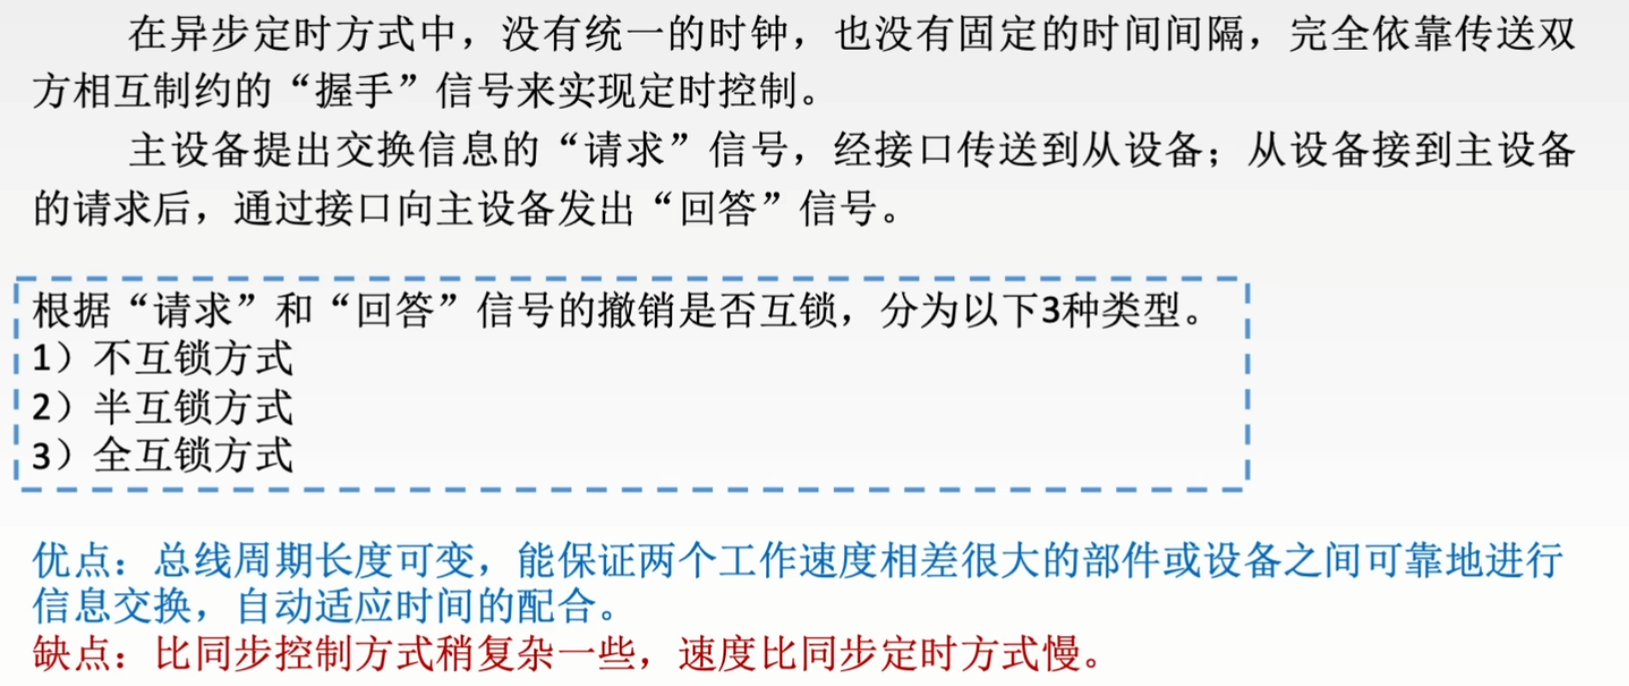 在异步定时方式中，没有统一的时钟，也没有固定的时间间隔，完全依靠传送双
方相互制约的“握手”信号来实现定时控制。
主设备提出交换信息的“请求”信号，经接口传送到从设备；从设备接到主设备
的请求后，通过接口向主设备发出“回答”信号。
根据“请求”和“回答”信号的撤销是否互锁，分为以下3种类型。
1）不互锁方式
2）半互锁方式
3）全互锁方式
优点：总线周期长度可变，能保证两个工作速度相差很大的部件或设备之间可靠地进行
信息交换，自动适应时间的配合。
缺点：比同步控制方式稍复杂一些，速度比同步定时方式慢。